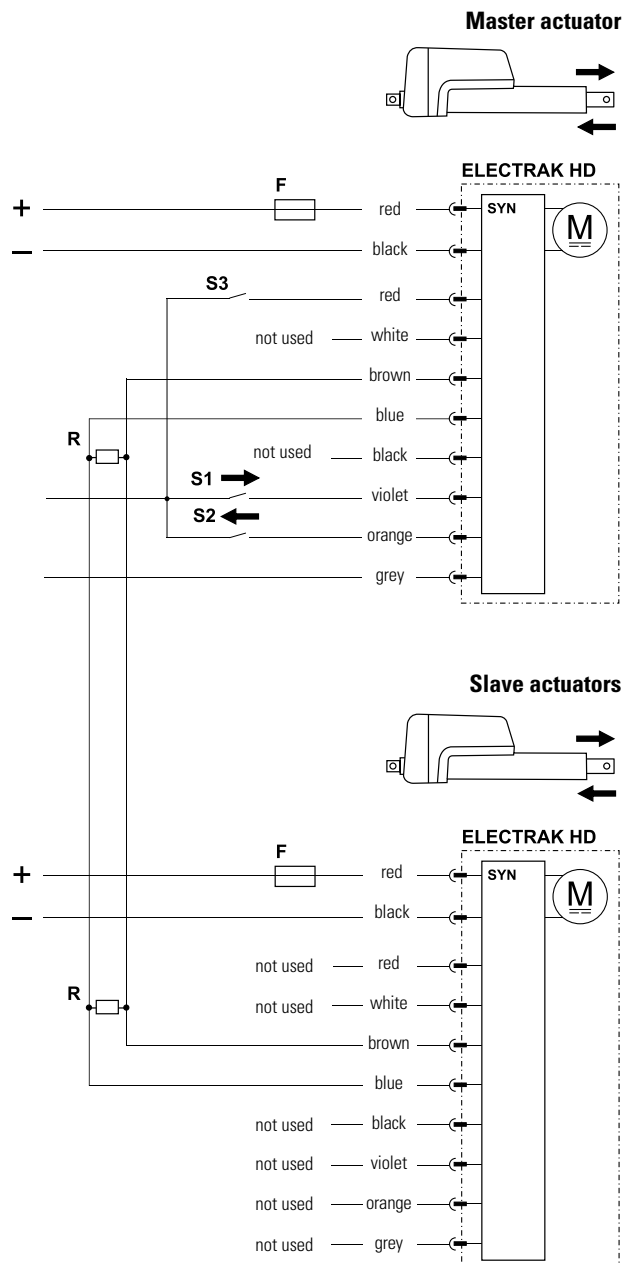 Master actuator
ELECTRAK HD
F
+ red SYN M
− black
S3 red
not used white
brown
blue
R
not used black
S1 violet
S2
orange
grey
Slave actuators
ELECTRAK HD
F
+ red SYN M
− black
not used red
R not used white
brown
blue
not used black
not used violet
not used orange
not used grey